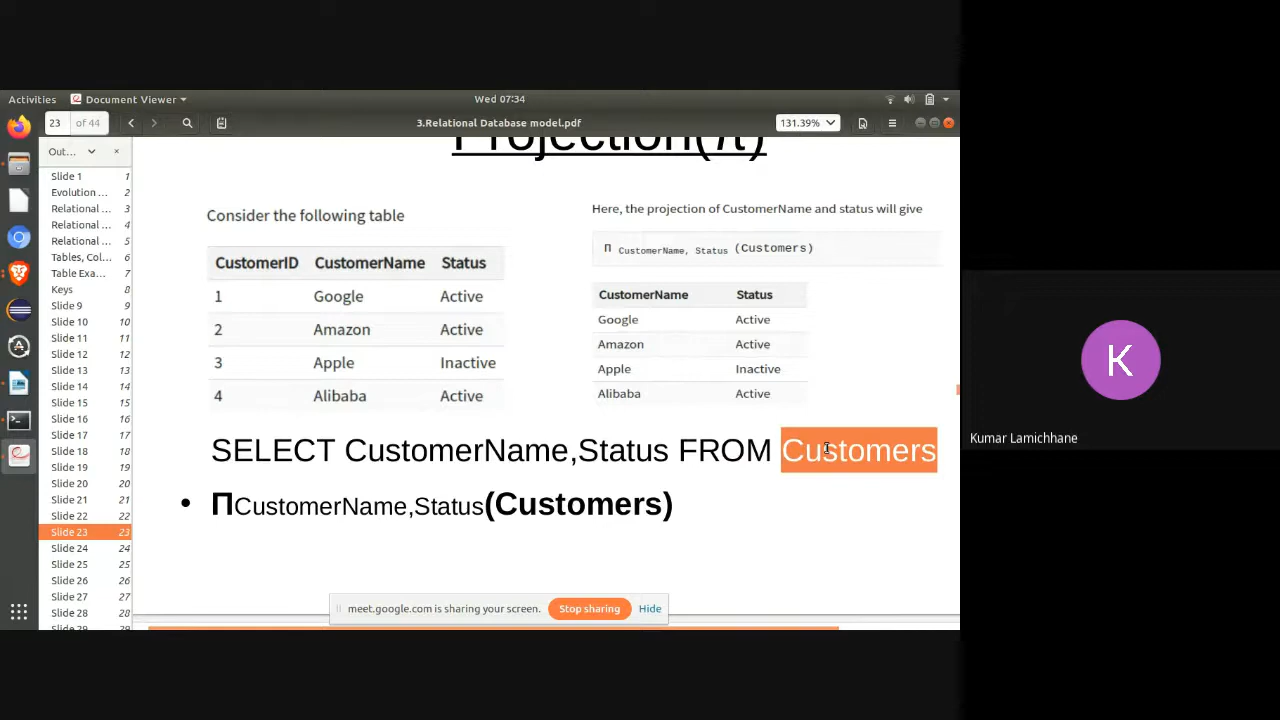 Activities Document Viewer Wed 07:34
23 of 44 3.Relational Database model.pdf 131.39%
Out...
Slide 1 1
Evolution ... 2
Relational ... 3
Relational ... 4
Relational ... 5
Tables, Col... 6
Table Exa... 7
Keys 8
Slide 9 9
Slide 10 10
Slide 11 11
Slide 12 12
Slide 13 13
Slide 14 14
Slide 15 15
Slide 16 16
Slide 17 17
Slide 18 18
Slide 19 19
Slide 20 20
Slide 21 21
Slide 22 22
Slide 23 23
Slide 24 24
Slide 25 25
Slide 26 26
Slide 27 27
Slide 28 28
Slide 29 29
Projection(π)
Consider the following table
CustomerID CustomerName Status
1 Google Active
2 Amazon Active
3 Apple Inactive
4 Alibaba Active
Here, the projection of CustomerName and status will give
Π CustomerName, Status (Customers)
CustomerName Status
Google Active
Amazon Active
Apple Inactive
Alibaba Active
SELECT CustomerName,Status FROM Customers
• ΠCustomerName,Status(Customers)
meet.google.com is sharing your screen. Stop sharing Hide
K
Kumar Lamichhane